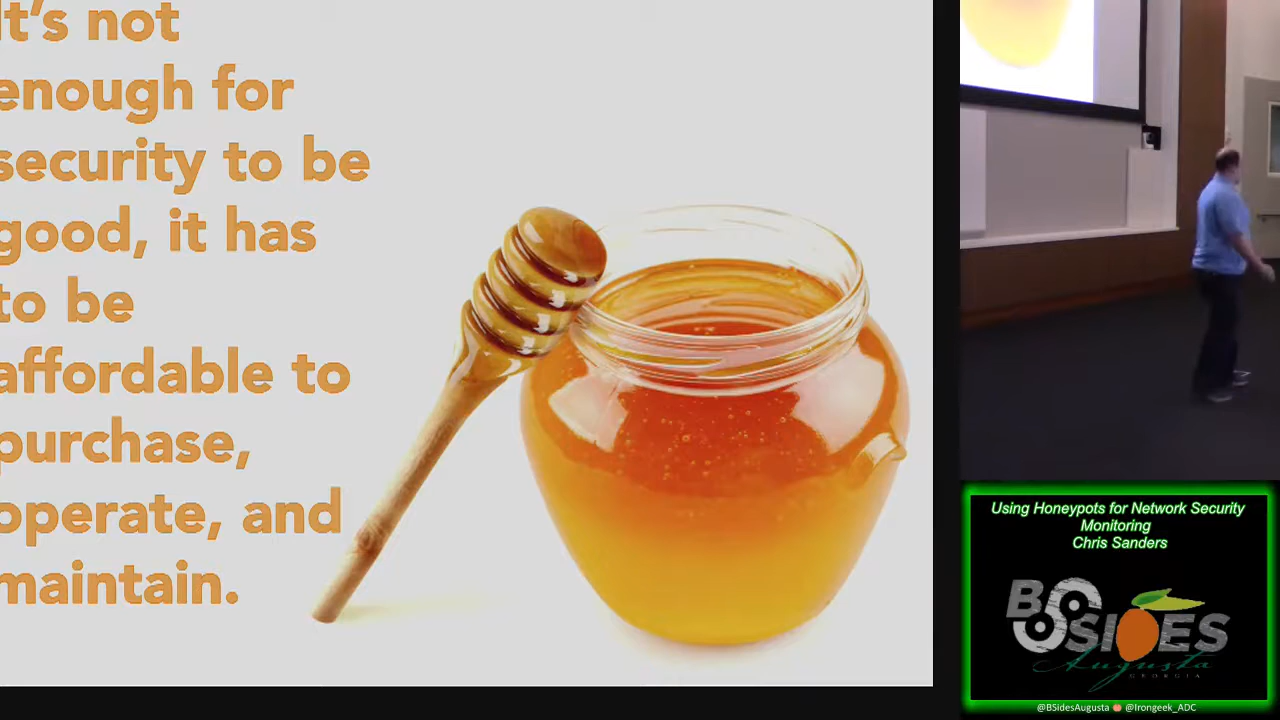 It's not
enough for
security to be
good, it has
to be
affordable to
purchase,
operate, and
maintain.
Using Honeypots for Network Security
Monitoring
Chris Sanders
BSIDES
Augusta
GEORGIA
@BSidesAugusta @Irongeek_ADC